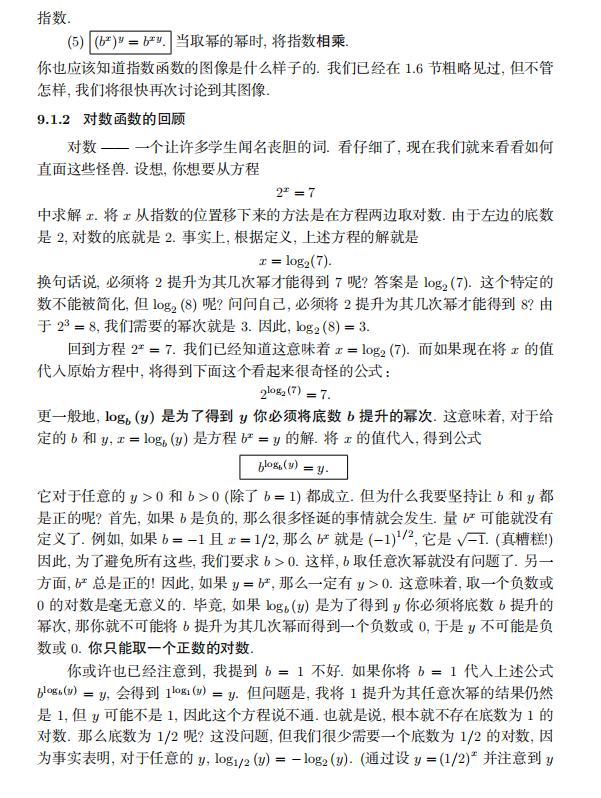 指数.
(5) (bˣ)ʸ = bˣʸ. 当取幂的幂时, 将指数相乘.
你也应该知道指数函数的图像是什么样子的. 我们已经在 1.6 节粗略见过, 但不管
怎样, 我们将很快再次讨论到其图像.
9.1.2 对数函数的回顾
对数 —— 一个让许多学生闻名丧胆的词. 看仔细了, 现在我们就来看看如何
直面这些怪兽. 设想, 你想要从方程
2ˣ = 7
中求解 x. 将 x 从指数的位置移下来的方法是在方程两边取对数. 由于左边的底数
是 2, 对数的底就是 2. 事实上, 根据定义, 上述方程的解就是
x = log₂(7).
换句话说, 必须将 2 提升为其几次幂才能得到 7 呢? 答案是 log₂ (7). 这个特定的
数不能被简化, 但 log₂ (8) 呢? 问问自己, 必须将 2 提升为其几次幂才能得到 8? 由
于 2³ = 8, 我们需要的幂次就是 3. 因此, log₂ (8) = 3.
回到方程 2ˣ = 7. 我们已经知道这意味着 x = log₂ (7). 而如果现在将 x 的值
代入原始方程中, 将得到下面这个看起来很奇怪的公式:
2^{log₂(7)} = 7.
更一般地, log_b (y) 是为了得到 y 你必须将底数 b 提升的幂次. 这意味着, 对于给
定的 b 和 y, x = log_b (y) 是方程 bˣ = y 的解. 将 x 的值代入, 得到公式
b^{log_b(y)} = y.
它对于任意的 y > 0 和 b > 0 (除了 b = 1) 都成立. 但为什么我要坚持让 b 和 y 都
是正的呢? 首先, 如果 b 是负的, 那么很多怪诞的事情就会发生. 量 bˣ 可能就没有
定义了. 例如, 如果 b = −1 且 x = 1/2, 那么 bˣ 就是 (−1)^{1/2}, 它是 √−1. (真糟糕!)
因此, 为了避免所有这些, 我们要求 b > 0. 这样, b 取任意次幂就没有问题了. 另一
方面, bˣ 总是正的! 因此, 如果 y = bˣ, 那么一定有 y > 0. 这意味着, 取一个负数或
0 的对数是毫无意义的. 毕竟, 如果 log_b (y) 是为了得到 y 你必须将底数 b 提升的
幂次, 那你就不可能将 b 提升为其几次幂而得到一个负数或 0, 于是 y 不可能是负
数或 0. 你只能取一个正数的对数.
你或许也已经注意到, 我提到 b = 1 不好. 如果你将 b = 1 代入上述公式
b^{log_b(y)} = y, 会得到 1^{log₁(y)} = y. 但问题是, 我将 1 提升为其任意次幂的结果仍然
是 1, 但 y 可能不是 1, 因此这个方程说不通. 也就是说, 根本就不存在底数为 1 的
对数. 那么底数为 1/2 呢? 这没问题, 但我们很少需要一个底数为 1/2 的对数, 因
为事实表明, 对于任意的 y, log_{1/2} (y) = − log₂ (y). (通过设 y = (1/2)ˣ 并注意到 y